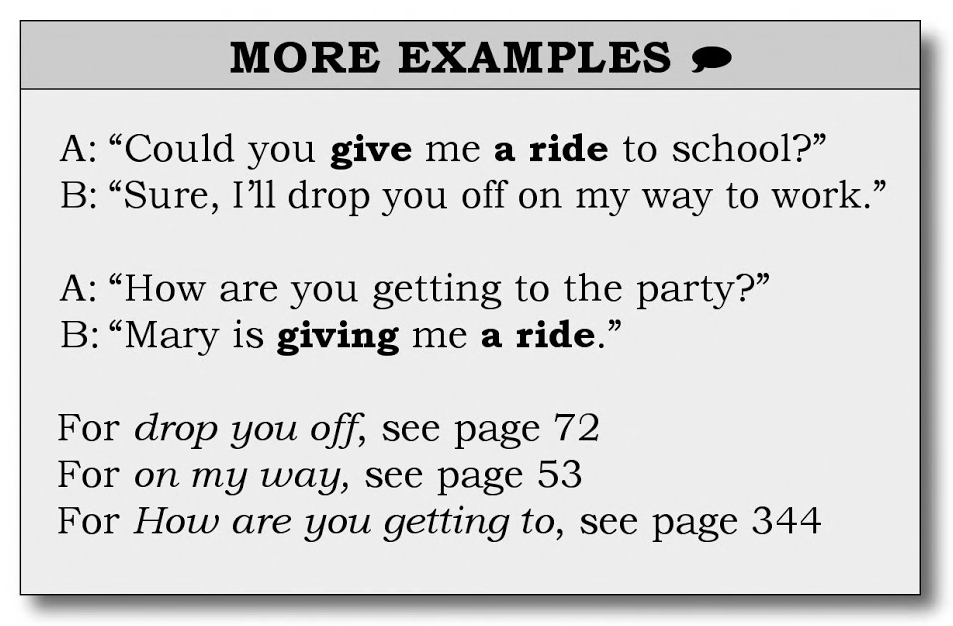 MORE EXAMPLES
A: “Could you give me a ride to school?”
B: “Sure, I’ll drop you off on my way to work.”
A: “How are you getting to the party?”
B: “Mary is giving me a ride.”
For drop you off, see page 72
For on my way, see page 53
For How are you getting to, see page 344